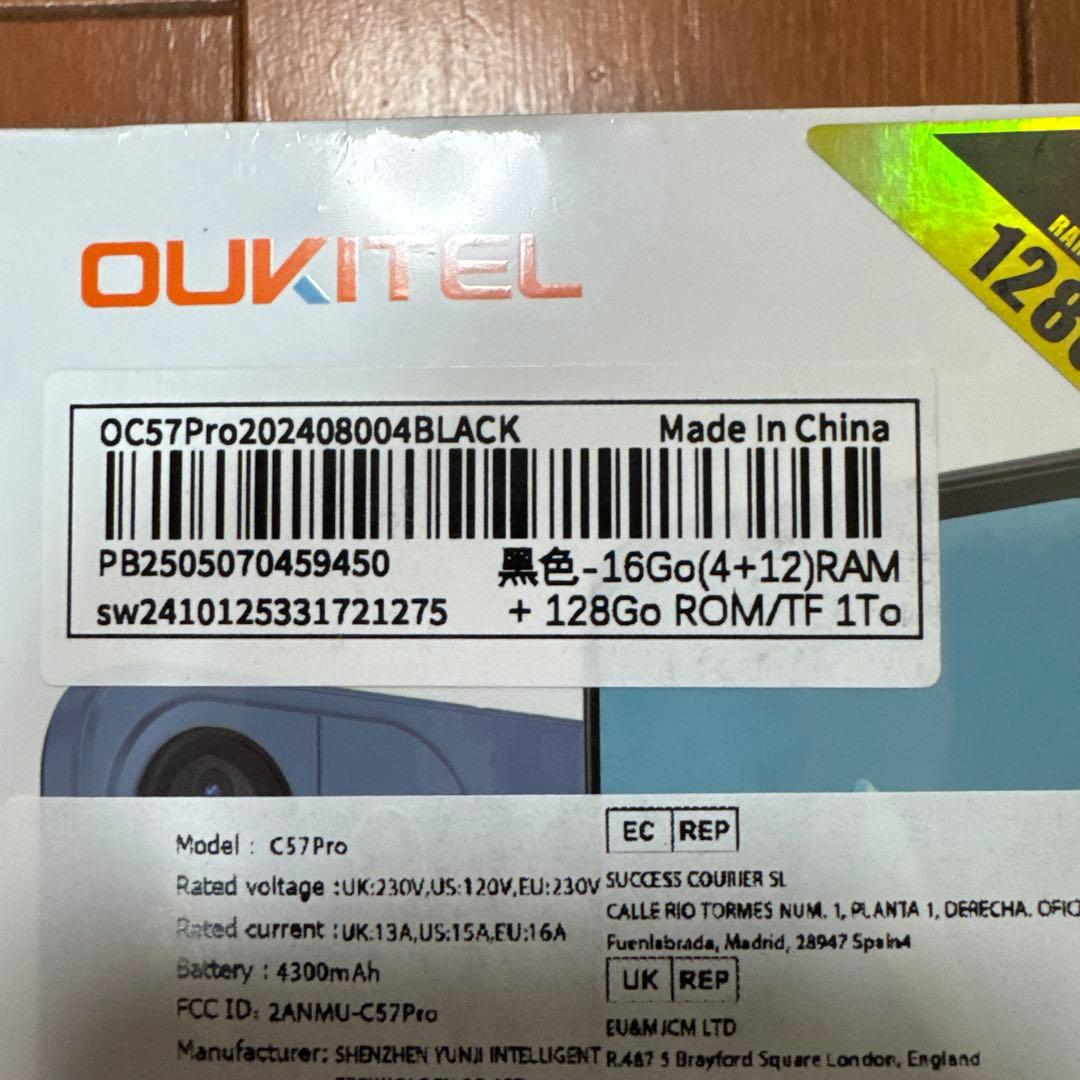 OUKITEL
128
OC57Pro202408004BLACK Made In China
PB2505070459450 黑色-16Go(4+12)RAM
sw2410125331721275 + 128Go ROM/TF 1To
Model : C57Pro
Rated voltage :UK:230V,US:120V,EU:230V
Rated current :UK:13A,US:15A,EU:16A
Battery : 4300mAh
FCC ID: 2ANMU-C57Pro
Manufacturer: SHENZHEN YUNJI INTELLIGENT
EC REP
SUCCESS COURIER SL
CALLE RIO TORMES NUM. 1, PLANTA 1, DERECHA.
Fuenlabrada, Madrid, 28947 Spain4
UK REP
EU&M JCM LTD
R.487 5 Brayford Square London, England